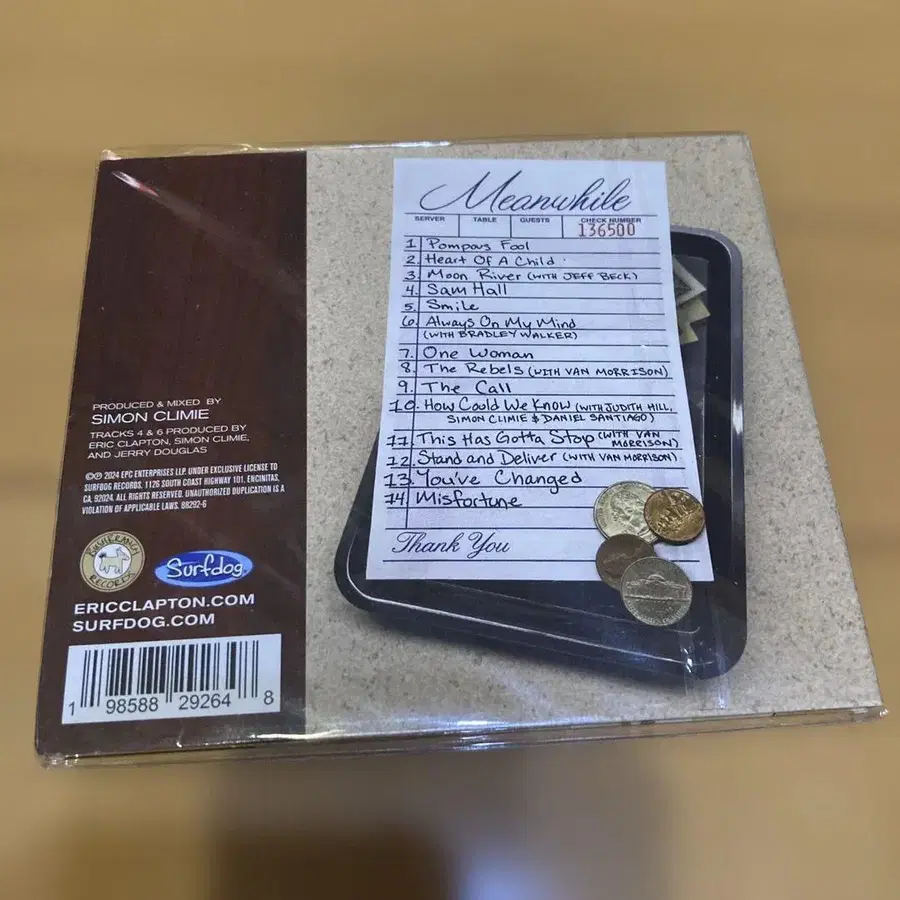 Meanwhile
SERVER TABLE GUESTS CHECK NUMBER
136500
1 Pompous Fool
2. Heart Of A Child
3. Moon River (WITH JEFF BECK)
4. Sam Hall
5. Smile
6. Always On My Mind
(WITH BRADLEY WALKER)
7. One Woman
8. The Rebels (WITH VAN MORRISON)
9. The Call
10. How Could We Know (WITH JUDITH HILL,
SIMON CLIMIE & DANIEL SANTIAGO)
11. This Has Gotta Stop (WITH VAN
MORRISON)
12. Stand and Deliver (WITH VAN MORRISON)
13. You've Changed
14. Misfortune
Thank You
PRODUCED & MIXED BY
SIMON CLIMIE
TRACKS 4 & 6 PRODUCED BY
ERIC CLAPTON, SIMON CLIMIE,
AND JERRY DOUGLAS
©℗ 2024 EPC ENTERPRISES LLP. UNDER EXCLUSIVE LICENSE TO
SURFDOG RECORDS, 1126 SOUTH COAST HIGHWAY 101, ENCINITAS,
CA, 92024. ALL RIGHTS RESERVED. UNAUTHORIZED DUPLICATION IS A
VIOLATION OF APPLICABLE LAWS. 88292-6
BUSHBRANCH
RECORDS
Surfdog
ERICCLAPTON.COM
SURFDOG.COM
1 98588 29264 8